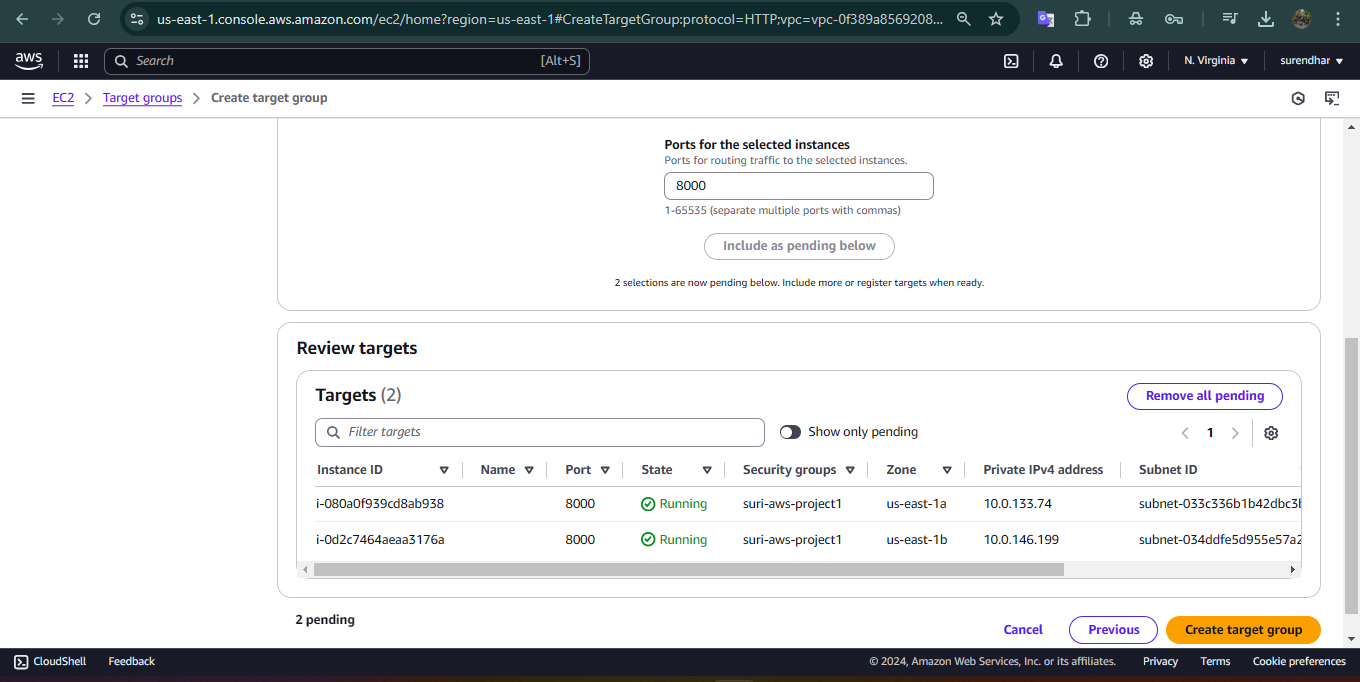 us-east-1.console.aws.amazon.com/ec2/home?region=us-east-1#CreateTargetGroup:protocol=HTTP;vpc=vpc-0f389a8569208...
aws
Search [Alt+S]
N. Virginia
surendhar
EC2 > Target groups > Create target group
Ports for the selected instances
Ports for routing traffic to the selected instances.
8000
1-65535 (separate multiple ports with commas)
Include as pending below
2 selections are now pending below. Include more or register targets when ready.
Review targets
Targets (2)
Remove all pending
Filter targets
Show only pending
1
Instance ID Name Port State Security groups Zone Private IPv4 address Subnet ID
i-080a0f939cd8ab938 8000 Running suri-aws-project1 us-east-1a 10.0.133.74 subnet-033c336b1b42dbc3
i-0d2c7464aeaa3176a 8000 Running suri-aws-project1 us-east-1b 10.0.146.199 subnet-034ddfe5d955e57a2
2 pending
Cancel Previous Create target group
CloudShell Feedback © 2024, Amazon Web Services, Inc. or its affiliates. Privacy Terms Cookie preferences